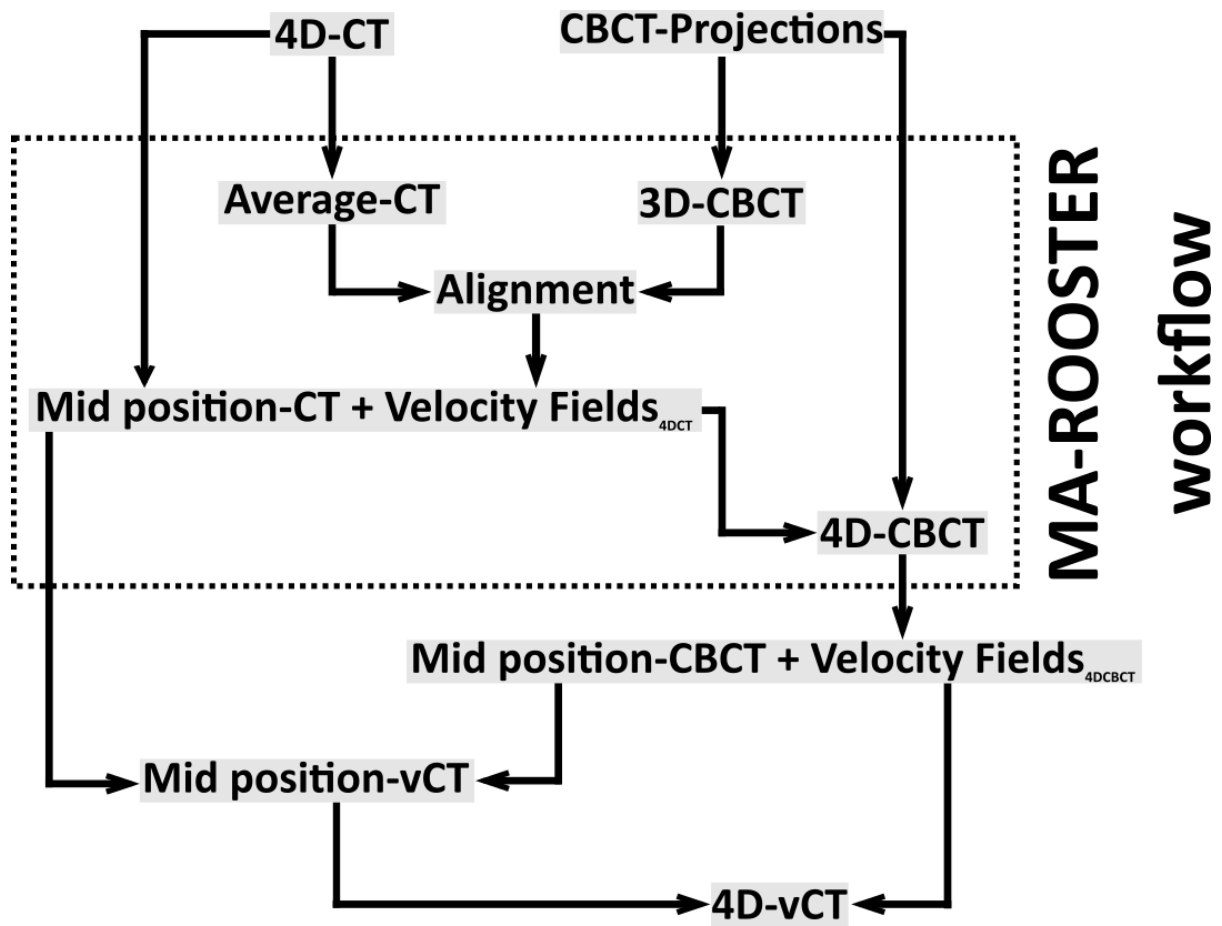 4D-CT
CBCT-Projections
Average-CT
3D-CBCT
Alignment
Mid position-CT + Velocity Fields4DCT
4D-CBCT
Mid position-CBCT + Velocity Fields4DCBCT
Mid position-vCT
4D-vCT
MA-ROOSTER
workflow